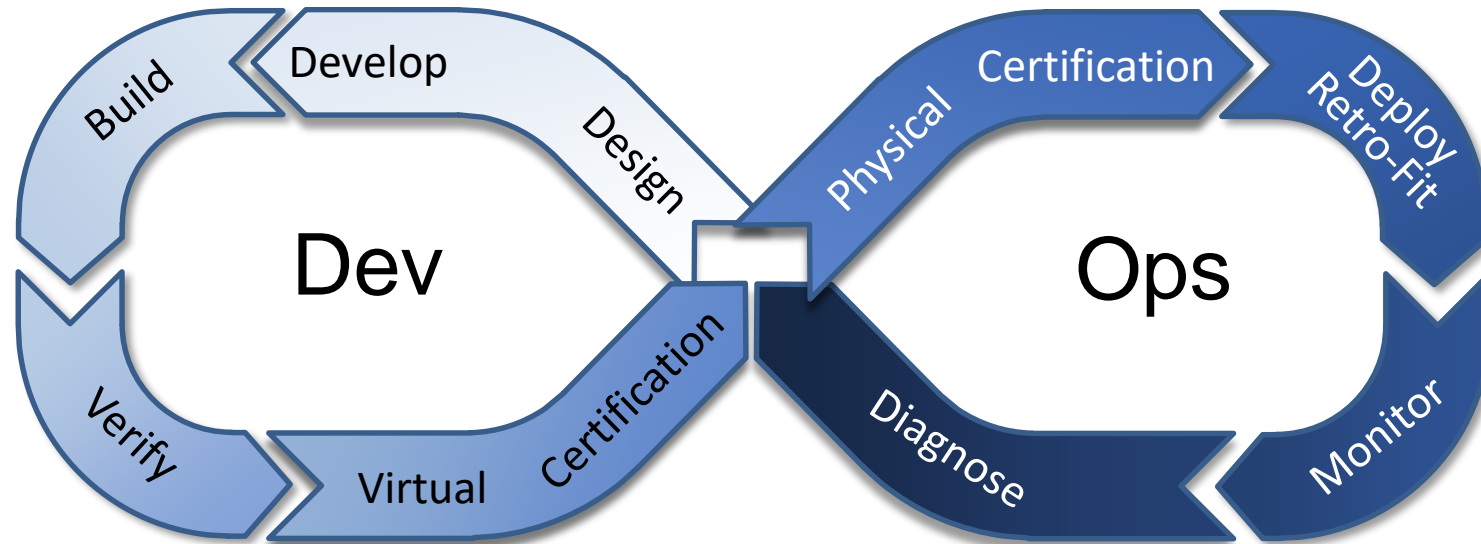 Develop
Design
Build
Dev
Verify
Virtual
Certification
Physical
Certification
Deploy
Retro-Fit
Ops
Monitor
Diagnose